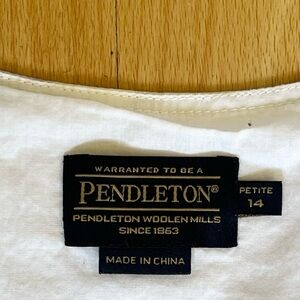 WARRANTED TO BE A
PENDLETON®
PENDLETON WOOLEN MILLS
SINCE 1863
PETITE
14
MADE IN CHINA